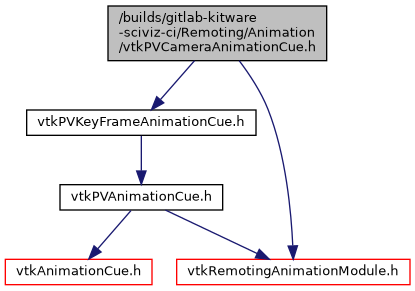 /builds/gitlab-kitware
-sciviz-ci/Remoting/Animation
/vtkPVCameraAnimationCue.h
vtkPVKeyFrameAnimationCue.h
vtkPVAnimationCue.h
vtkAnimationCue.h
vtkRemotingAnimationModule.h